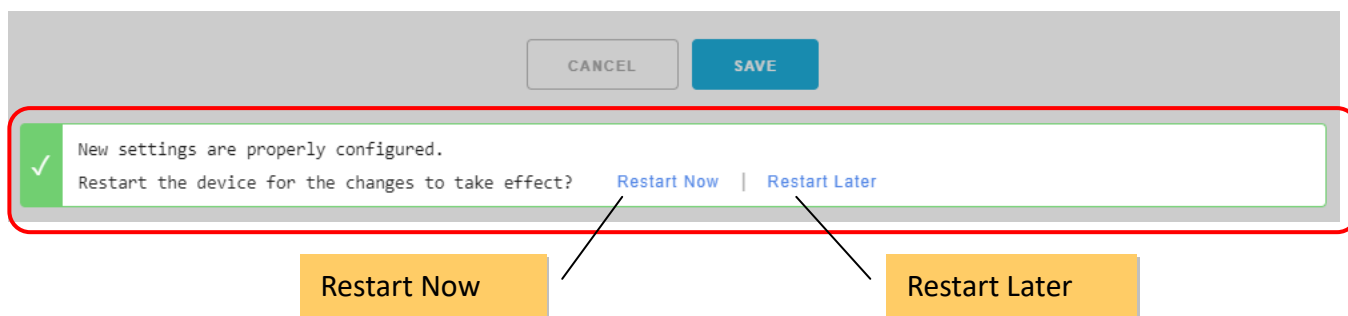 CANCEL SAVE
New settings are properly configured.
Restart the device for the changes to take effect? Restart Now | Restart Later
Restart Now Restart Later